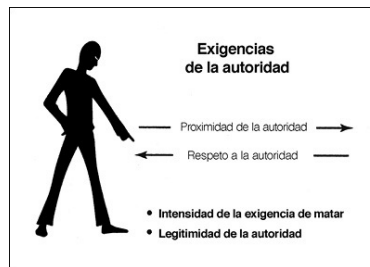 Exigencias
de la autoridad
Proximidad de la autoridad
Respeto a la autoridad
• Intensidad de la exigencia de matar
• Legitimidad de la autoridad